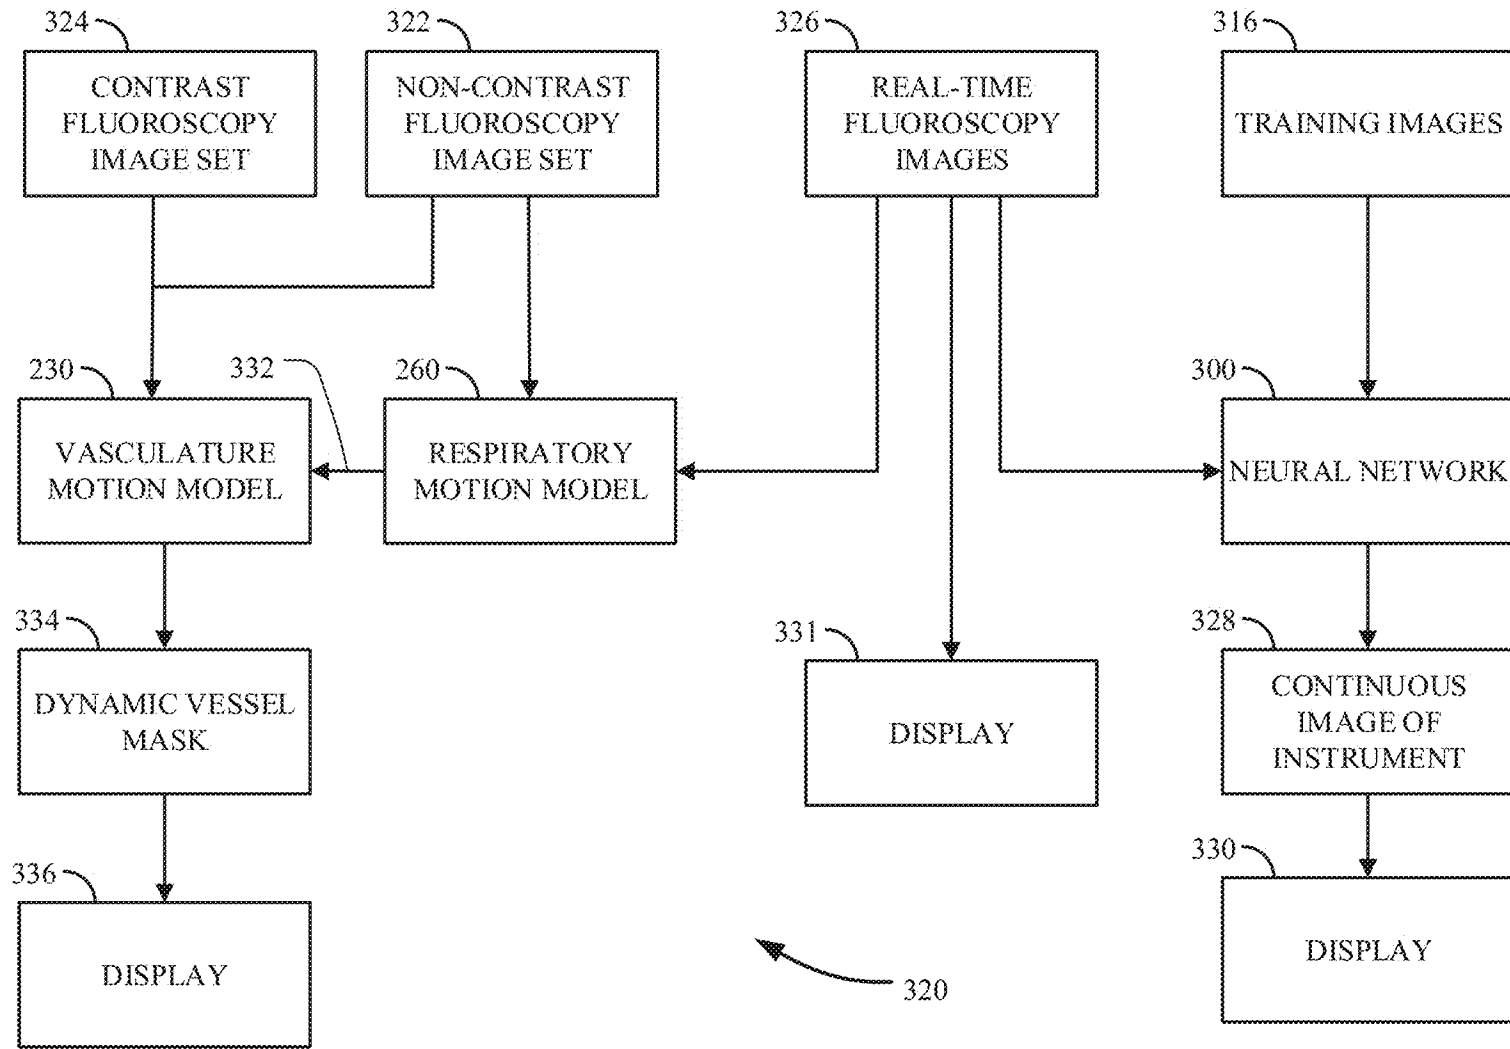 324
CONTRAST
FLUOROSCOPY
IMAGE SET
322
NON-CONTRAST
FLUOROSCOPY
IMAGE SET
326
REAL-TIME
FLUOROSCOPY
IMAGES
316
TRAINING IMAGES
230
VASCULATURE
MOTION MODEL
332
260
RESPIRATORY
MOTION MODEL
300
NEURAL NETWORK
334
DYNAMIC VESSEL
MASK
331
DISPLAY
328
CONTINUOUS
IMAGE OF
INSTRUMENT
336
DISPLAY
330
DISPLAY
320